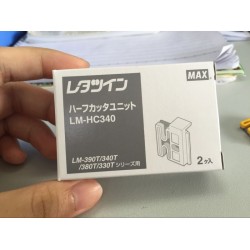 レタツイン
MAX
ハーフカッタユニット
LM-HC340
LM-390T/340T
/380T/330Tシリーズ用
2ヶ入